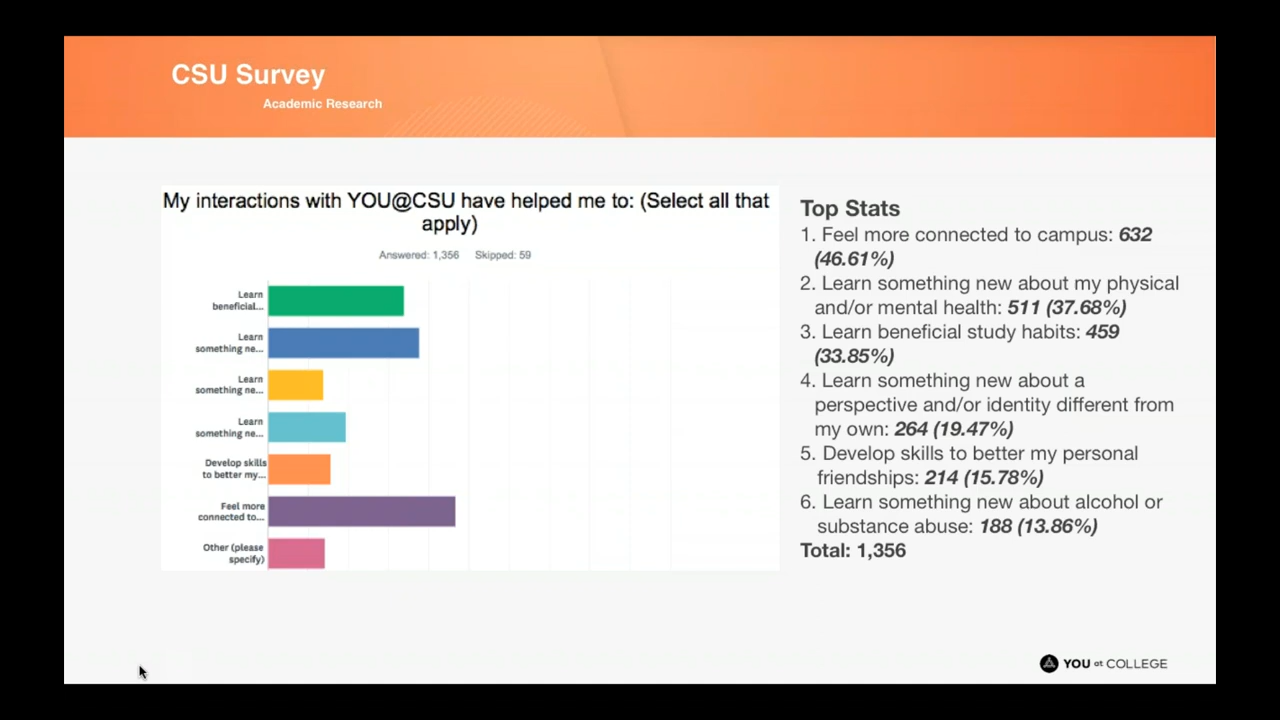 CSU Survey
Academic Research
My interactions with YOU@CSU have helped me to: (Select all that
apply)
Answered: 1,356 Skipped: 59
Learn
beneficial...
Learn
something ne...
Learn
something ne...
Learn
something ne...
Develop skills
to better my...
Feel more
connected to...
Other (please
specify)
Top Stats
1. Feel more connected to campus: 632
(46.61%)
2. Learn something new about my physical
and/or mental health: 511 (37.68%)
3. Learn beneficial study habits: 459
(33.85%)
4. Learn something new about a
perspective and/or identity different from
my own: 264 (19.47%)
5. Develop skills to better my personal
friendships: 214 (15.78%)
6. Learn something new about alcohol or
substance abuse: 188 (13.86%)
Total: 1,356
YOU at COLLEGE